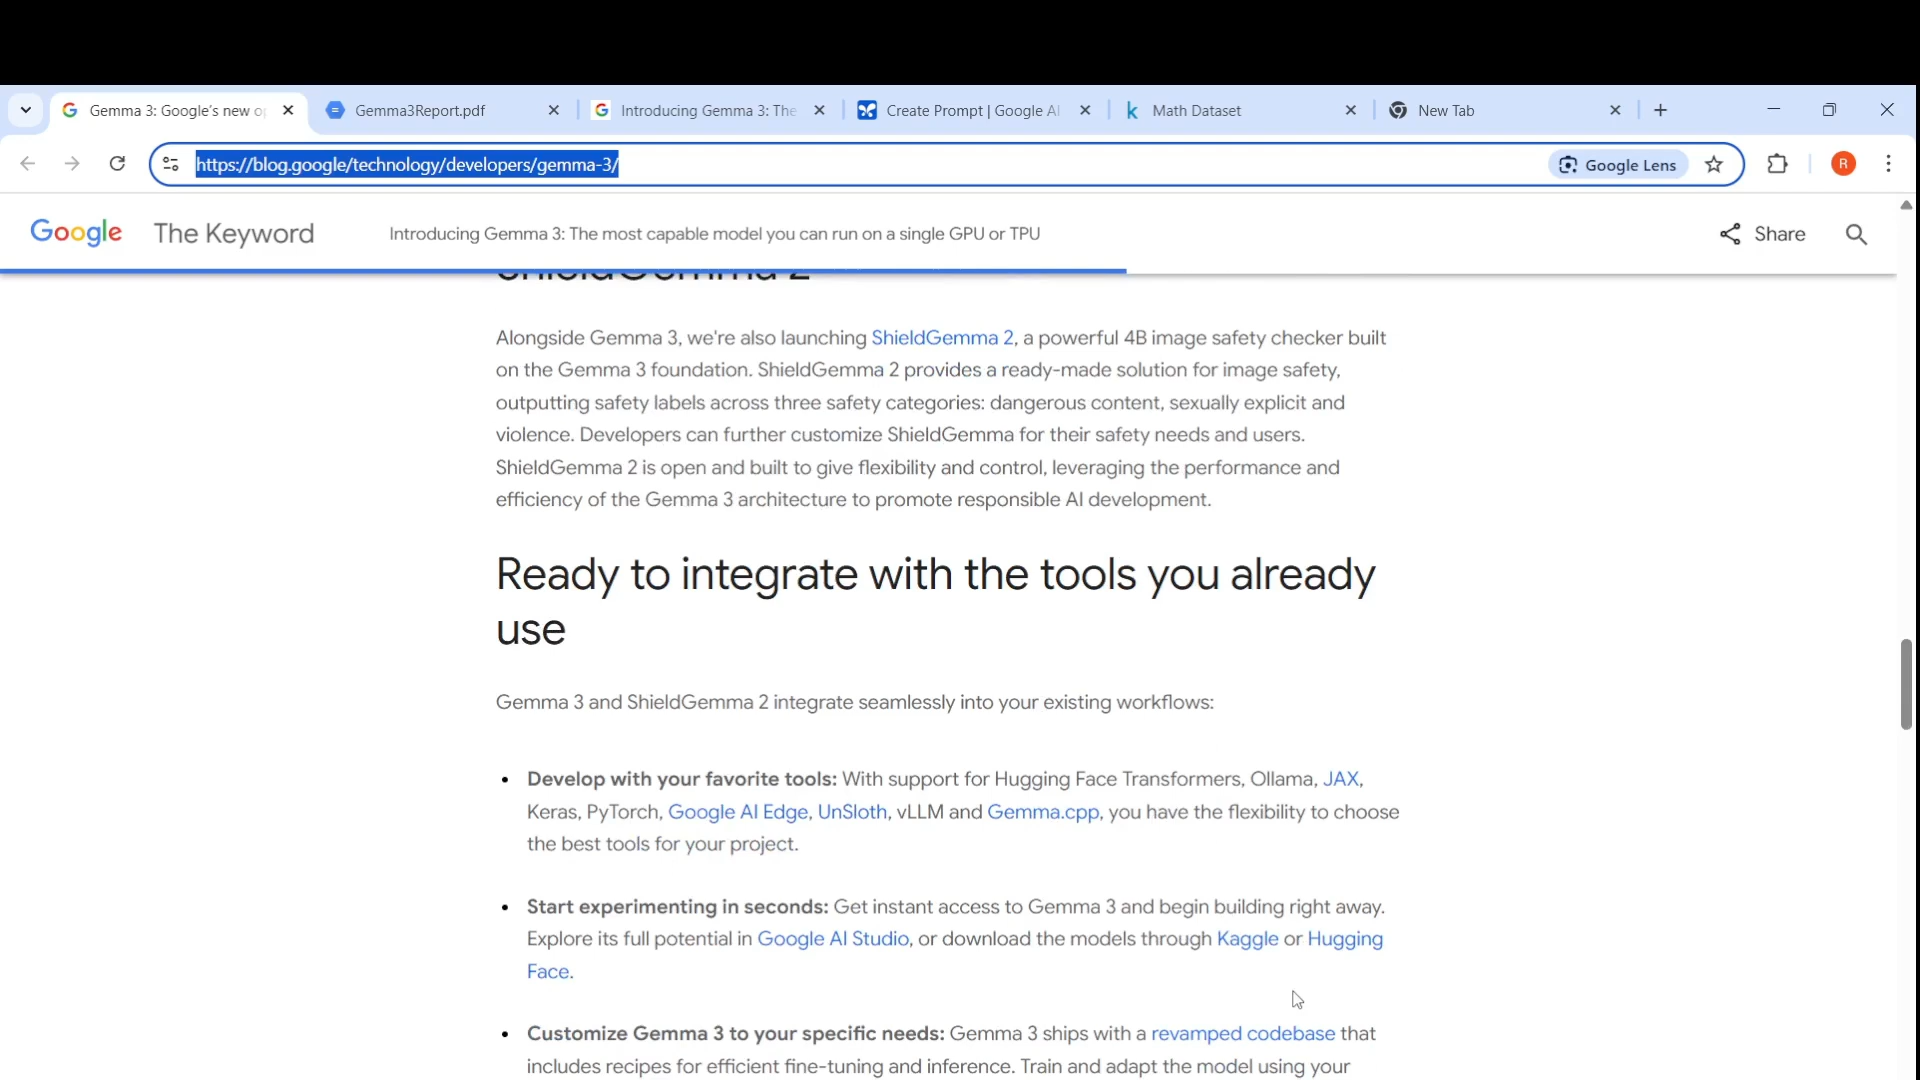 Gemma 3: Google's new o
Gemma3Report.pdf
Introducing Gemma 3: The
Create Prompt | Google AI
Math Dataset
New Tab
https://blog.google/technology/developers/gemma-3/
Google Lens
R
Google The Keyword
Introducing Gemma 3: The most capable model you can run on a single GPU or TPU
Share
ShieldGemma 2
Alongside Gemma 3, we're also launching ShieldGemma 2, a powerful 4B image safety checker built
on the Gemma 3 foundation. ShieldGemma 2 provides a ready-made solution for image safety,
outputting safety labels across three safety categories: dangerous content, sexually explicit and
violence. Developers can further customize ShieldGemma for their safety needs and users.
ShieldGemma 2 is open and built to give flexibility and control, leveraging the performance and
efficiency of the Gemma 3 architecture to promote responsible AI development.
Ready to integrate with the tools you already
use
Gemma 3 and ShieldGemma 2 integrate seamlessly into your existing workflows:
• Develop with your favorite tools: With support for Hugging Face Transformers, Ollama, JAX,
Keras, PyTorch, Google AI Edge, UnSloth, vLLM and Gemma.cpp, you have the flexibility to choose
the best tools for your project.
• Start experimenting in seconds: Get instant access to Gemma 3 and begin building right away.
Explore its full potential in Google AI Studio, or download the models through Kaggle or Hugging
Face.
• Customize Gemma 3 to your specific needs: Gemma 3 ships with a revamped codebase that
includes recipes for efficient fine-tuning and inference. Train and adapt the model using your